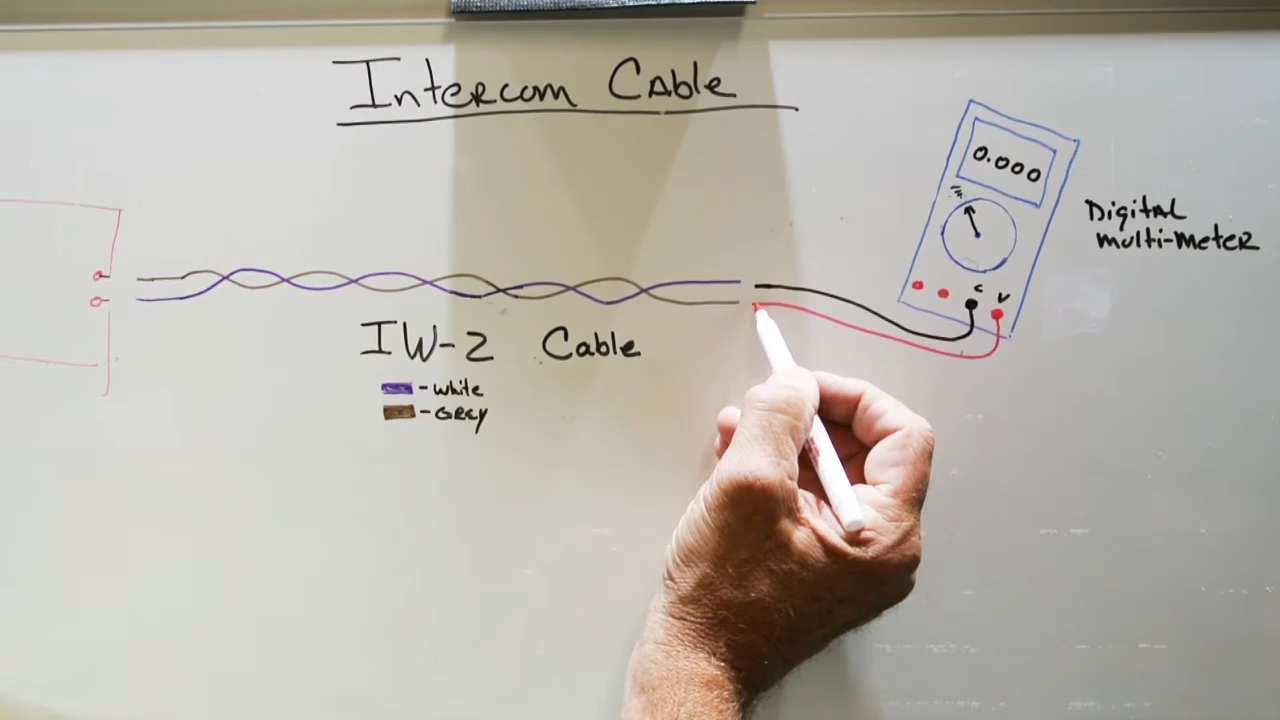 Intercom Cable
0.000
Digital
multi-meter
C V
IW-2 Cable
- white
- Grey